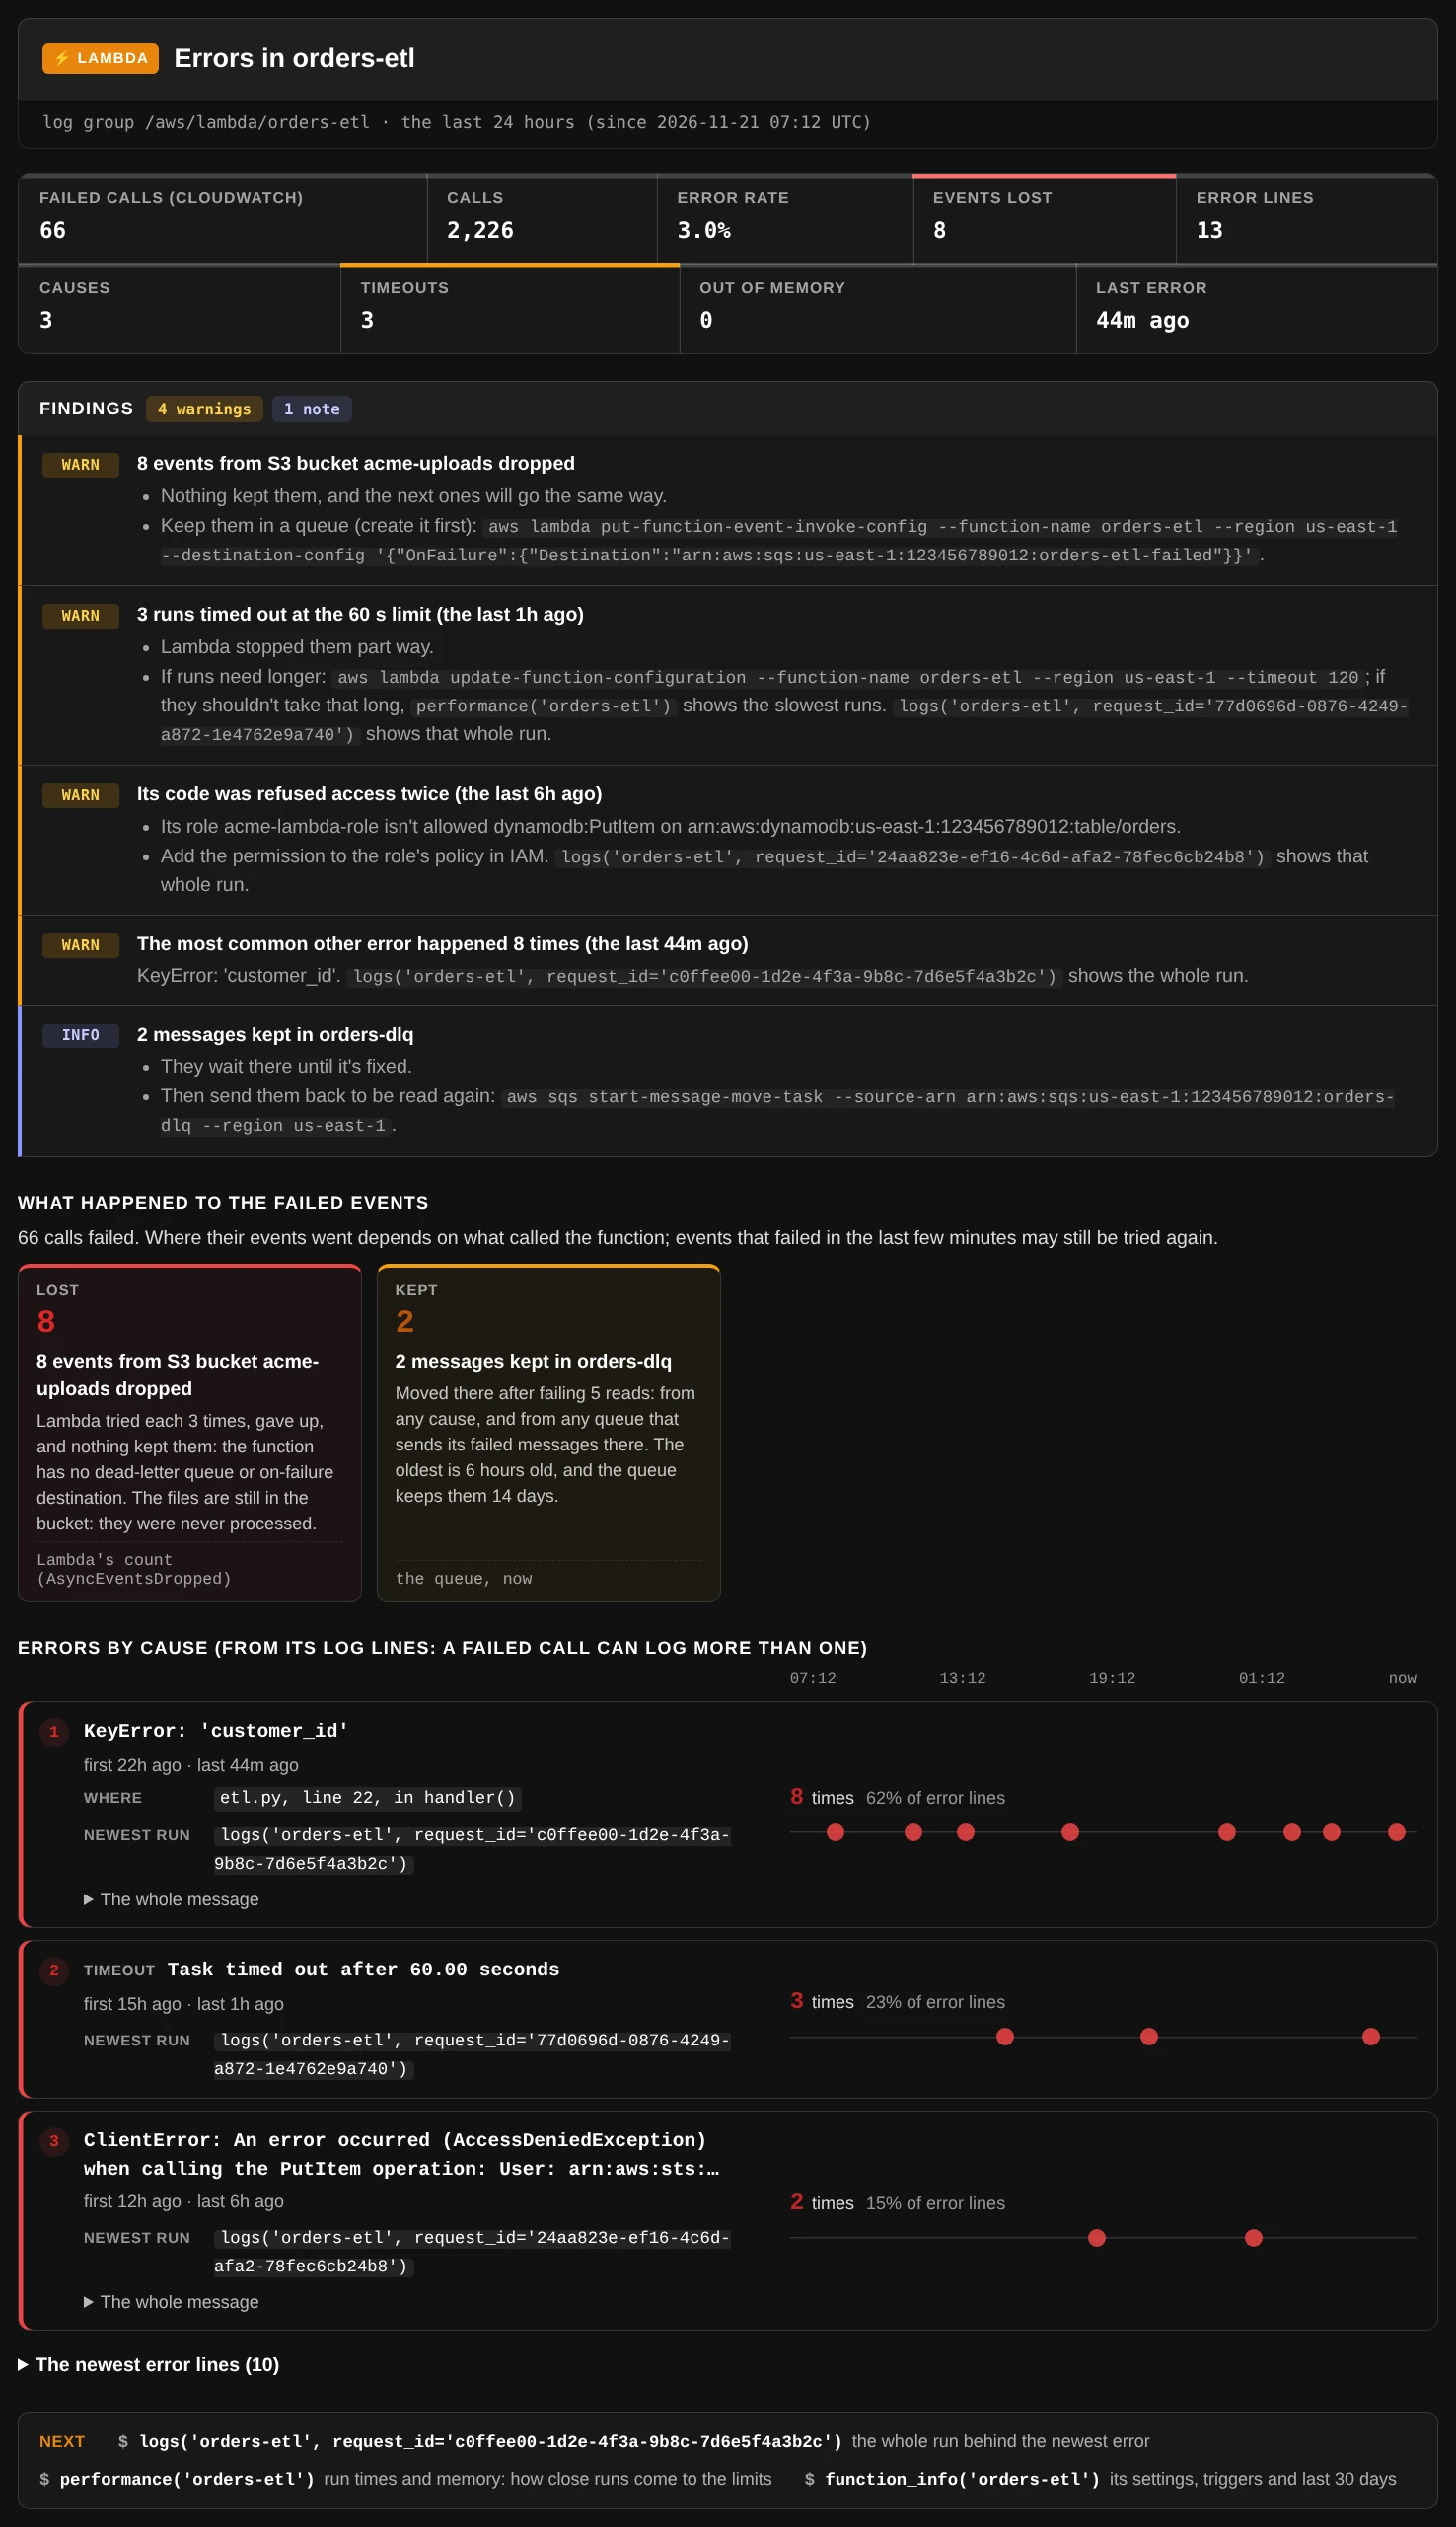 ⚡ LAMBDA Errors in orders-etl
log group /aws/lambda/orders-etl · the last 24 hours (since 2026-11-21 07:12 UTC)
FAILED CALLS (CLOUDWATCH)
66
CALLS
2,226
ERROR RATE
3.0%
EVENTS LOST
8
ERROR LINES
13
CAUSES
3
TIMEOUTS
3
OUT OF MEMORY
0
LAST ERROR
44m ago
FINDINGS 4 warnings 1 note
WARN 8 events from S3 bucket acme-uploads dropped
• Nothing kept them, and the next ones will go the same way.
• Keep them in a queue (create it first): aws lambda put-function-event-invoke-config --function-name orders-etl --region us-east-1
--destination-config '{"OnFailure":{"Destination":"arn:aws:sqs:us-east-1:123456789012:orders-etl-failed"}}'.
WARN 3 runs timed out at the 60 s limit (the last 1h ago)
• Lambda stopped them part way.
• If runs need longer: aws lambda update-function-configuration --function-name orders-etl --region us-east-1 --timeout 120; if
they shouldn't take that long, performance('orders-etl') shows the slowest runs. logs('orders-etl', request_id='77d0696d-0876-4249-
a872-1e4762e9a740') shows that whole run.
WARN Its code was refused access twice (the last 6h ago)
• Its role acme-lambda-role isn't allowed dynamodb:PutItem on arn:aws:dynamodb:us-east-1:123456789012:table/orders.
• Add the permission to the role's policy in IAM. logs('orders-etl', request_id='24aa823e-ef16-4c6d-afa2-78fec6cb24b8') shows that
whole run.
WARN The most common other error happened 8 times (the last 44m ago)
KeyError: 'customer_id'. logs('orders-etl', request_id='c0ffee00-1d2e-4f3a-9b8c-7d6e5f4a3b2c') shows the whole run.
INFO 2 messages kept in orders-dlq
• They wait there until it's fixed.
• Then send them back to be read again: aws sqs start-message-move-task --source-arn arn:aws:sqs:us-east-1:123456789012:orders-
dlq --region us-east-1.
WHAT HAPPENED TO THE FAILED EVENTS
66 calls failed. Where their events went depends on what called the function; events that failed in the last few minutes may still be tried again.
LOST
8
8 events from S3 bucket acme-
uploads dropped
Lambda tried each 3 times, gave up,
and nothing kept them: the function
has no dead-letter queue or on-failure
destination. The files are still in the
bucket: they were never processed.
Lambda's count
(AsyncEventsDropped)
KEPT
2
2 messages kept in orders-dlq
Moved there after failing 5 reads: from
any cause, and from any queue that
sends its failed messages there. The
oldest is 6 hours old, and the queue
keeps them 14 days.
the queue, now
ERRORS BY CAUSE (FROM ITS LOG LINES: A FAILED CALL CAN LOG MORE THAN ONE)
07:12 13:12 19:12 01:12 now
1 KeyError: 'customer_id'
first 22h ago · last 44m ago
WHERE etl.py, line 22, in handler()
NEWEST RUN logs('orders-etl', request_id='c0ffee00-1d2e-4f3a-
9b8c-7d6e5f4a3b2c')
▶ The whole message
8 times 62% of error lines
2 TIMEOUT Task timed out after 60.00 seconds
first 15h ago · last 1h ago
NEWEST RUN logs('orders-etl', request_id='77d0696d-0876-4249-
a872-1e4762e9a740')
3 times 23% of error lines
3 ClientError: An error occurred (AccessDeniedException)
when calling the PutItem operation: User: arn:aws:sts:…
first 12h ago · last 6h ago
NEWEST RUN logs('orders-etl', request_id='24aa823e-ef16-4c6d-
afa2-78fec6cb24b8')
▶ The whole message
2 times 15% of error lines
▶ The newest error lines (10)
NEXT $ logs('orders-etl', request_id='c0ffee00-1d2e-4f3a-9b8c-7d6e5f4a3b2c') the whole run behind the newest error
$ performance('orders-etl') run times and memory: how close runs come to the limits $ function_info('orders-etl') its settings, triggers and last 30 days